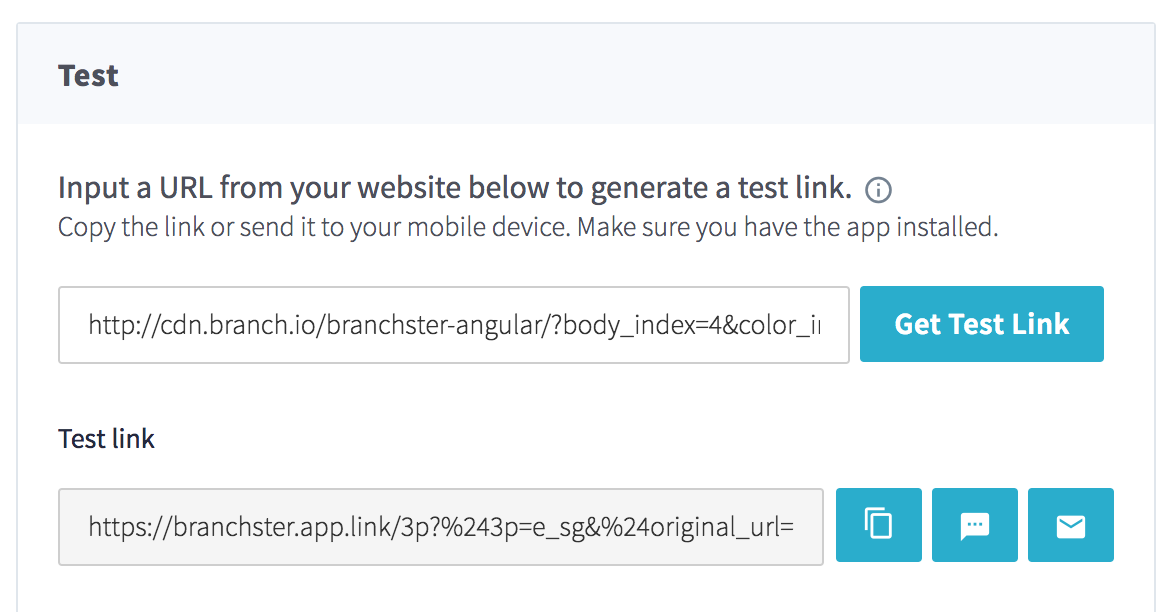 Test
Input a URL from your website below to generate a test link.
Copy the link or send it to your mobile device. Make sure you have the app installed.
http://cdn.branch.io/branchster-angular/?body_index=4&color_i
Get Test Link
Test link
https://branchster.app.link/3p?%243p=e_sg&%24original_url=